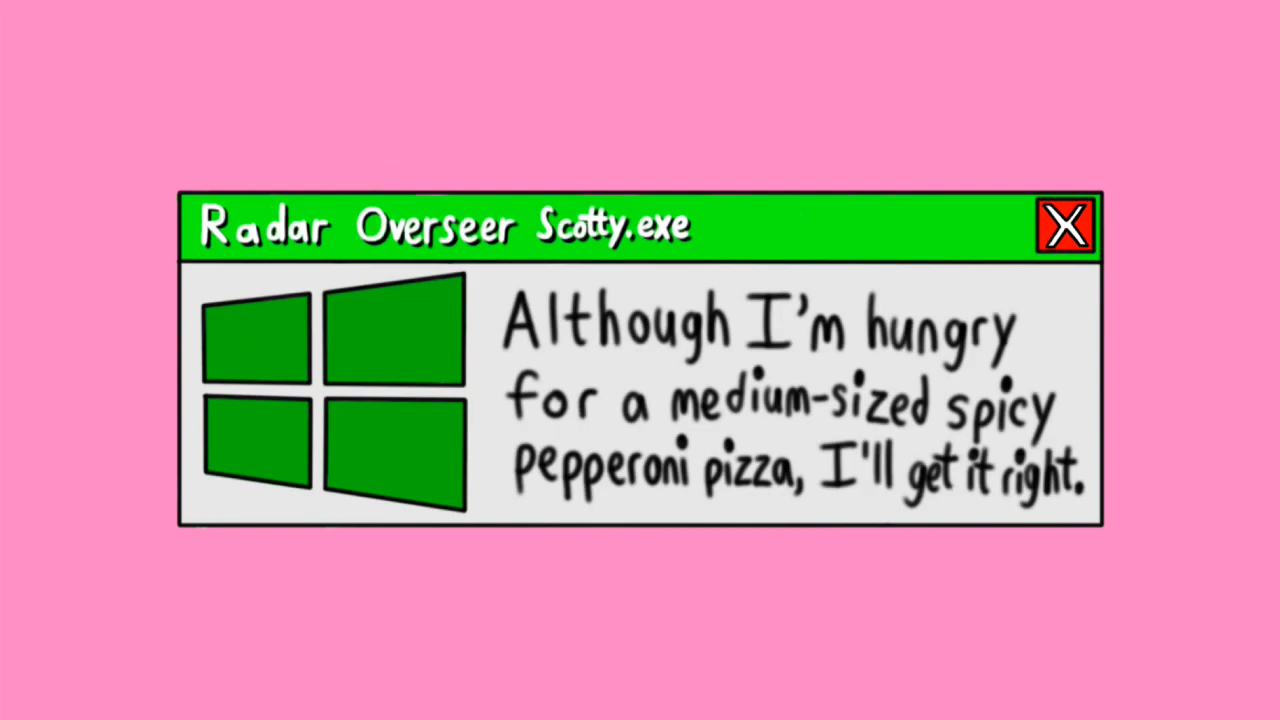 Radar Overseer Scotty.exe
X
Although I'm hungry
for a medium-sized spicy
pepperoni pizza, I'll get it right.